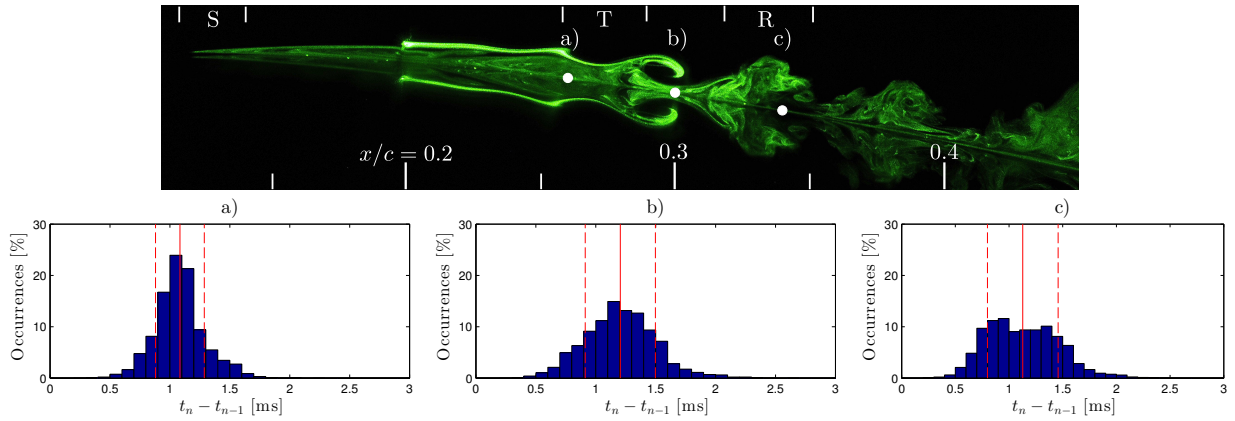 S T R
a) b) c)
x/c = 0.2 0.3 0.4
a) b) c)
Occurrences [%]
30
20
10
0
0 0.5 1 1.5 2 2.5 3
t_n − t_{n−1} [ms]
Occurrences [%]
30
20
10
0
0 0.5 1 1.5 2 2.5 3
t_n − t_{n−1} [ms]
Occurrences [%]
30
20
10
0
0 0.5 1 1.5 2 2.5 3
t_n − t_{n−1} [ms]